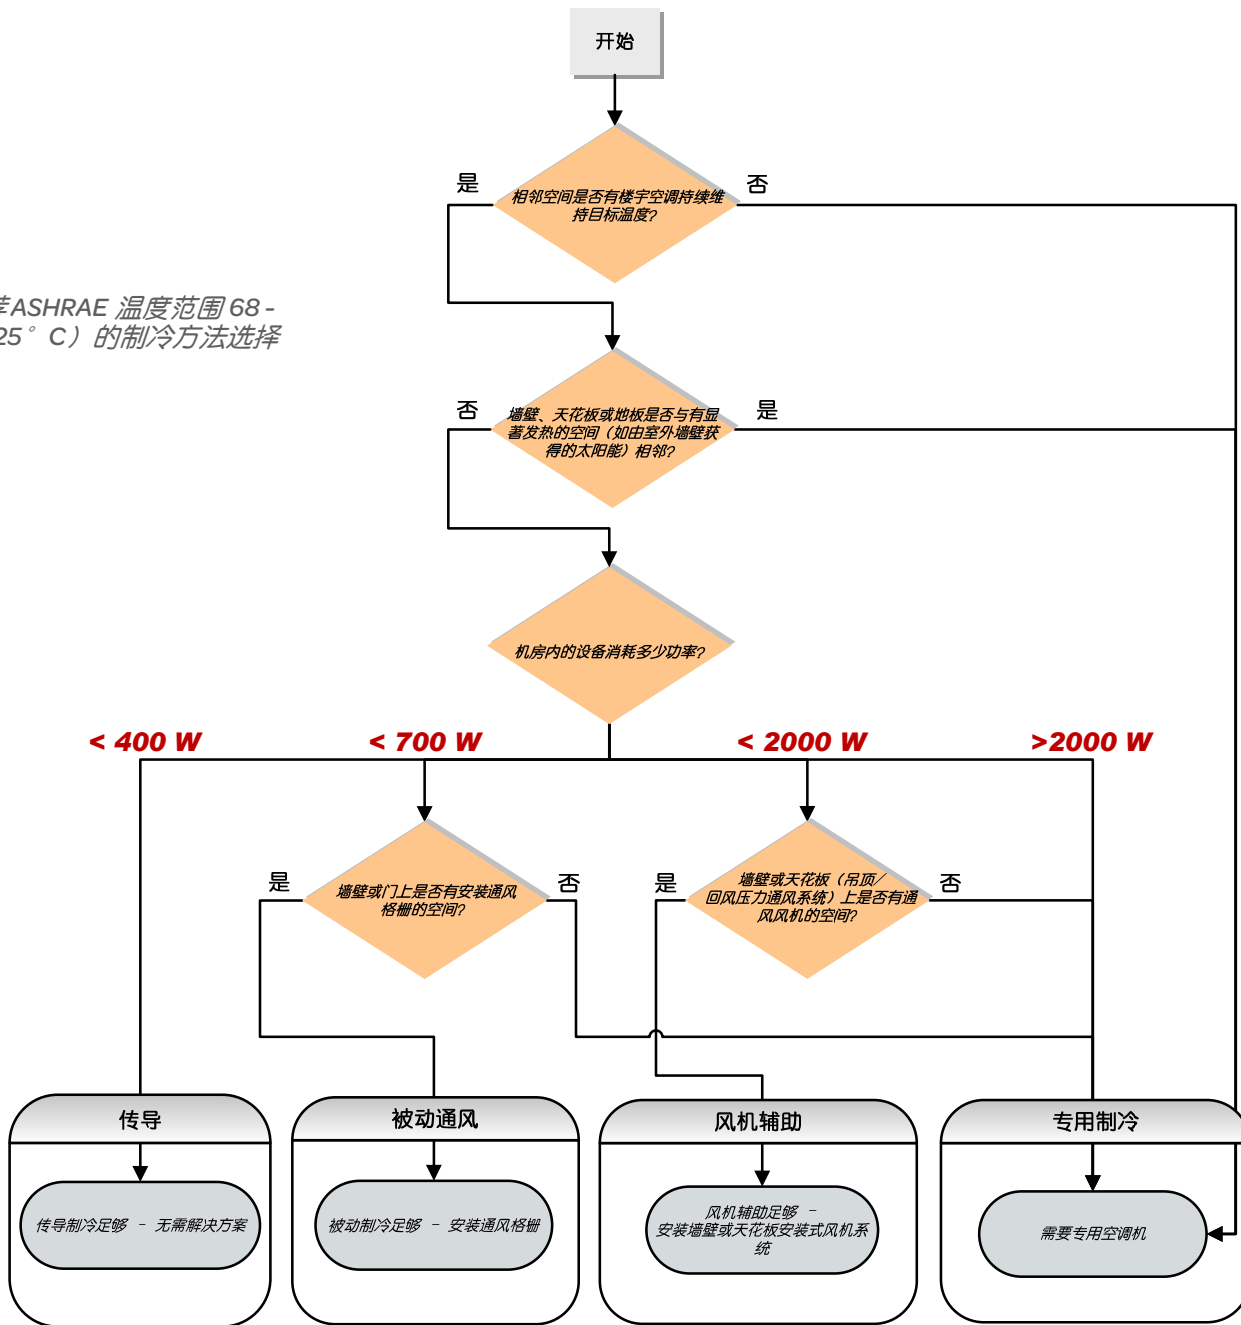 开始
是
否
相邻空间是否有楼宇空调持续维
持目标温度?
ASHRAE 温度范围 68 -
25° C）的制冷方法选择
否
是
墙壁、天花板或地板是否与有显
著发热的空间（如由室外墙壁获
得的太阳能）相邻?
机房内的设备消耗多少功率?
< 400 W
< 700 W
< 2000 W
>2000 W
是
否
墙壁或门上是否有安装通风
格栅的空间?
是
否
墙壁或天花板（吊顶/
回风压力通风系统）上是否有通
风风机的空间?
传导
被动通风
风机辅助
专用制冷
传导制冷足够 - 无需解决方案
被动制冷足够 - 安装通风格栅
风机辅助足够 -
安装墙壁或天花板安装式风机系
统
需要专用空调机